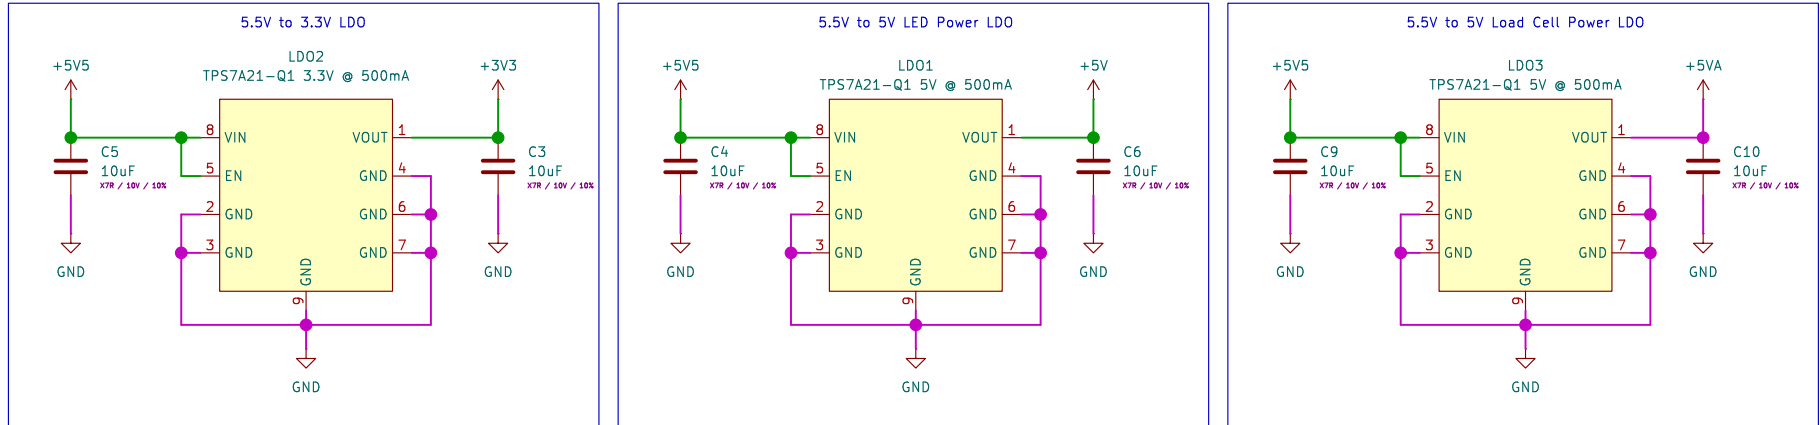 5.5V to 3.3V LDO
LDO2
TPS7A21-Q1 3.3V @ 500mA
+5V5
+3V3
8 VIN
VOUT 1
C5
10uF
X7R / 10V / 10%
C3
10uF
X7R / 10V / 10%
5 EN
GND 4
2 GND
GND 6
3 GND
GND 7
GND
9
GND
GND
GND
5.5V to 5V LED Power LDO
LDO1
TPS7A21-Q1 5V @ 500mA
+5V5
+5V
8 VIN
VOUT 1
C4
10uF
X7R / 10V / 10%
C6
10uF
X7R / 10V / 10%
5 EN
GND 4
2 GND
GND 6
3 GND
GND 7
GND
9
GND
GND
GND
5.5V to 5V Load Cell Power LDO
LDO3
TPS7A21-Q1 5V @ 500mA
+5V5
+5VA
8 VIN
VOUT 1
C9
10uF
X7R / 10V / 10%
C10
10uF
X7R / 10V / 10%
5 EN
GND 4
2 GND
GND 6
3 GND
GND 7
GND
9
GND
GND
GND